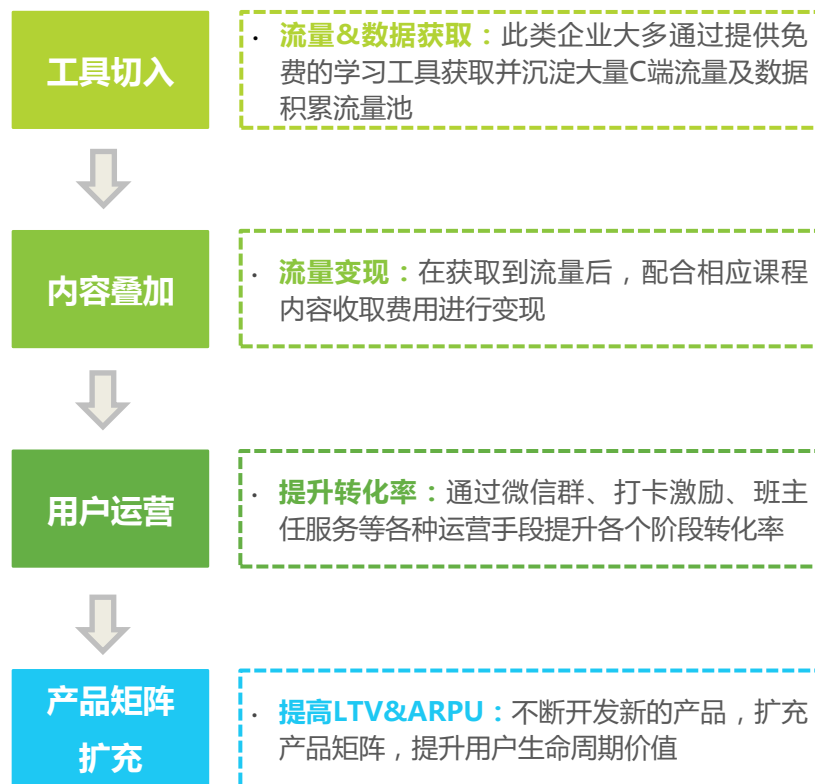 工具切入
· 流量&数据获取：此类企业大多通过提供免
费的学习工具获取并沉淀大量C端流量及数据
积累流量池
内容叠加
· 流量变现：在获取到流量后，配合相应课程
内容收取费用进行变现
用户运营
· 提升转化率：通过微信群、打卡激励、班主
任服务等各种运营手段提升各个阶段转化率
产品矩阵
扩充
· 提高LTV&ARPU：不断开发新的产品，扩充
产品矩阵，提升用户生命周期价值